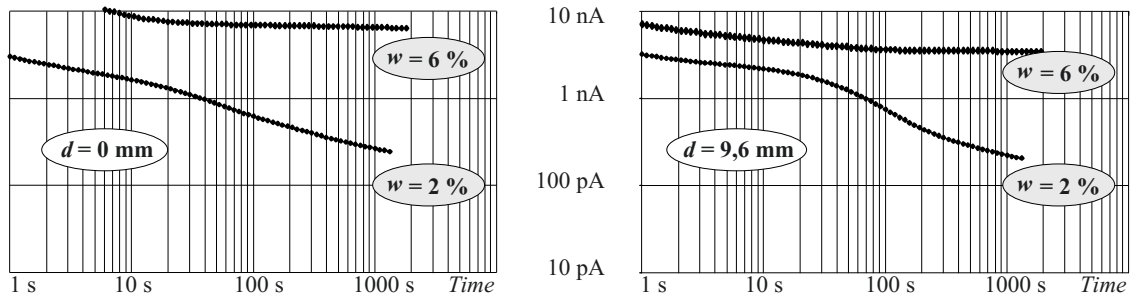 w = 6 %
d = 0 mm
w = 2 %
1 s 10 s 100 s 1000 s Time
10 nA
1 nA
100 pA
10 pA
w = 6 %
d = 9,6 mm
w = 2 %
1 s 10 s 100 s 1000 s Time